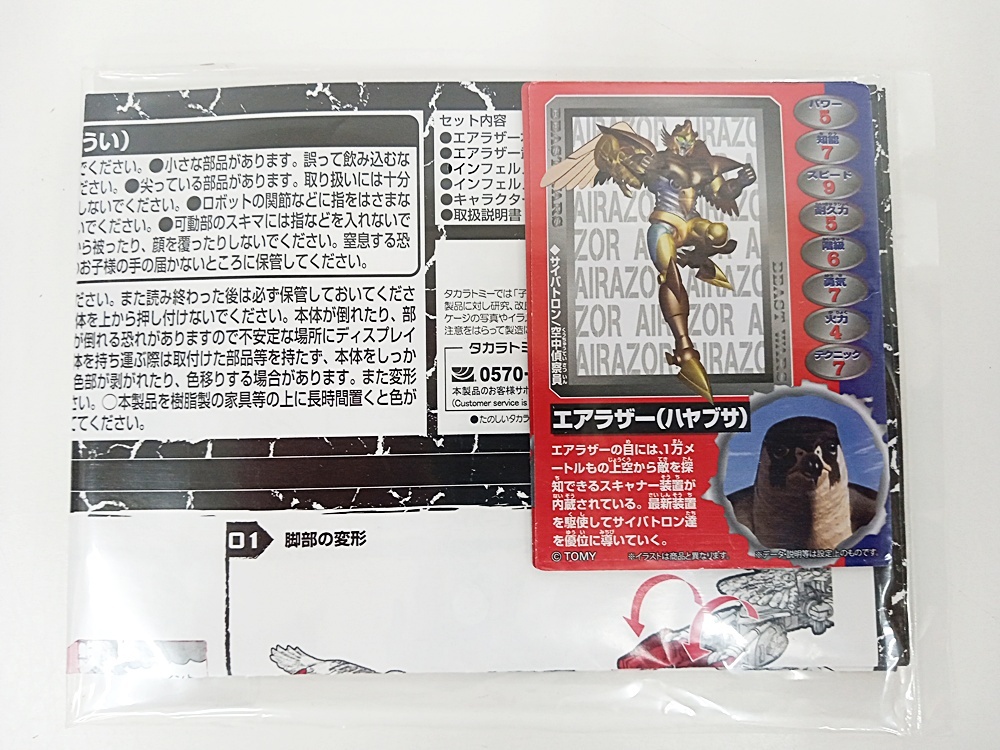 うい）
でください。●小さな部品があります。誤って飲み込むな
ださい。●尖っている部品があります。取り扱いには十分
しないでください。●ロボットの関節などに指をはさまな
いでください。●可動部のスキマには指などを入れないで
ら被ったり、顔を覆ったりしないでください。窒息する恐
お子様の手の届かないところに保管してください。
ださい。また読み終わった後は必ず保管しておいてくださ
体を上から押し付けないでください。本体が倒れたり、部
が倒れる恐れがありますので不安定な場所にディスプレイ
体を持ち運ぶ際は取付けた部品等を持たず、本体をしっか
色部が剥がれたり、色移りする場合があります。また変形
さい。○本製品を樹脂製の家具等の上に長時間置くと色が
てください。
セット内容
●エアラザー本
●エアラザー
●インフェル
●インフェル
●キャラクタ
●取扱説明書
タカラトミーでは「子
製品に対し研究、改
ケージの写真やイラ
注意をはらって製造
タカラトミ
0570-
本製品のお客様サポ
(Customer service is
●たのしいタカラ
01 脚部の変形
BEAST WARS
AIRAZOR AIRAZO
AIRAZOR
ZOR AIRAZOR
AIRAZOR AIRAZO
BEAST WARS
◆サイバトロン/空中偵察員
パワー
5
知能
7
スピード
9
耐久力
5
階級
6
勇気
7
火力
4
テクニック
7
エアラザー(ハヤブサ)
エアラザーの目には、1万メ
ートルもの上空から敵を探
知できるスキャナー装置が
内蔵されている。最新装置
を駆使してサイバトロン達
を優位に導いていく。
© TOMY
※イラストは商品と異なります
※データ・説明等は設定上のものです。